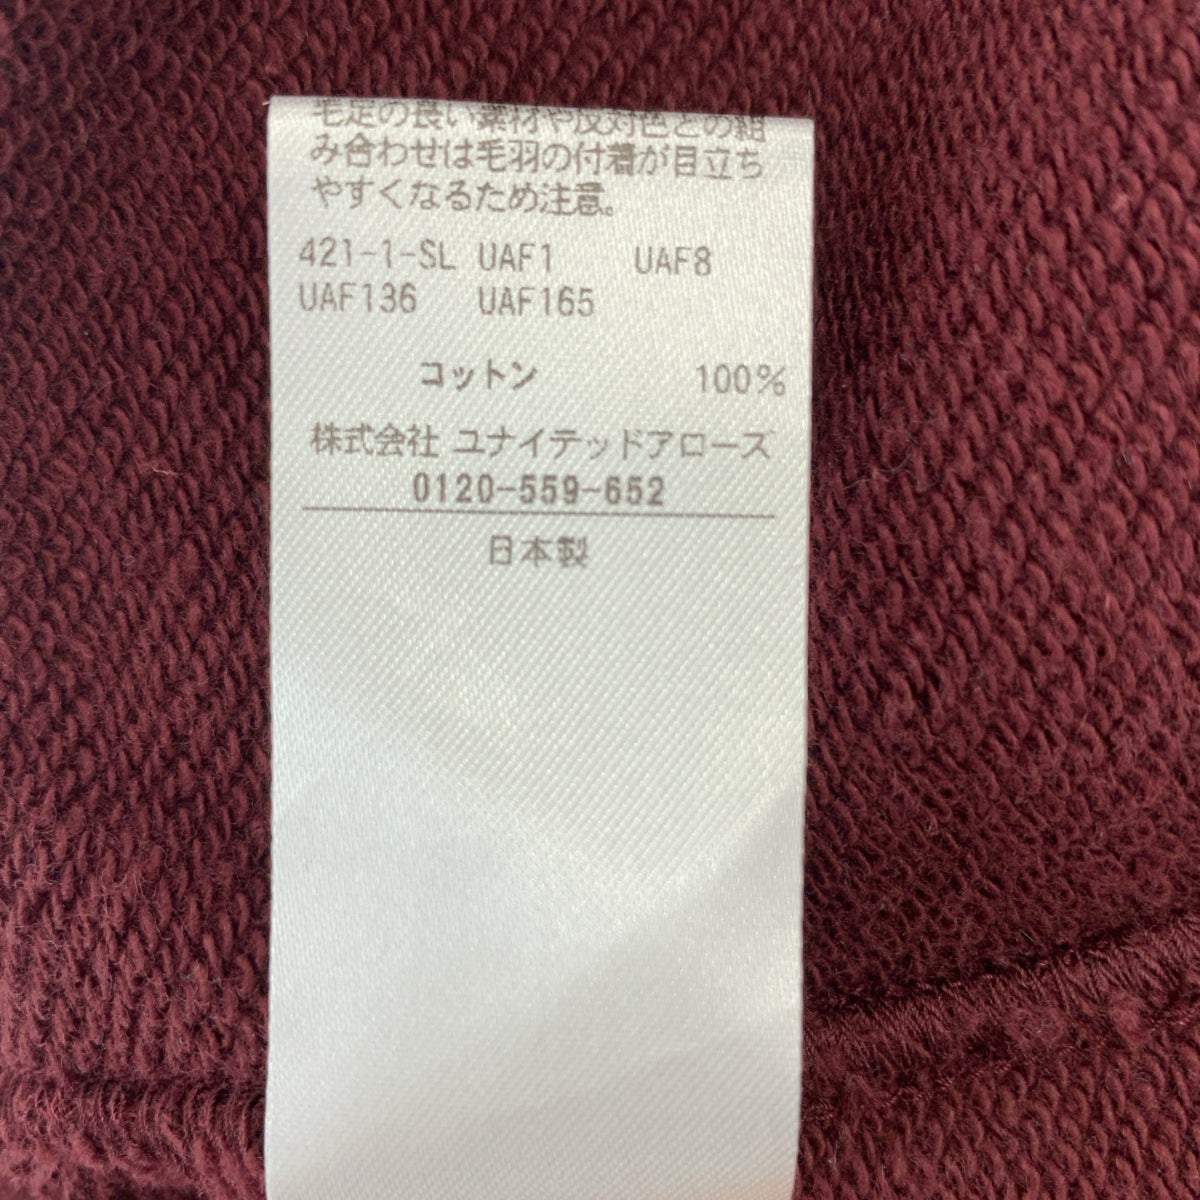 毛足の長い素材や反対色との組
み合わせは毛羽の付着が目立ち
やすくなるため注意。
421-1-SL UAF1 UAF8
UAF136 UAF165
コットン 100%
株式会社 ユナイテッドアローズ
0120-559-652
日本製